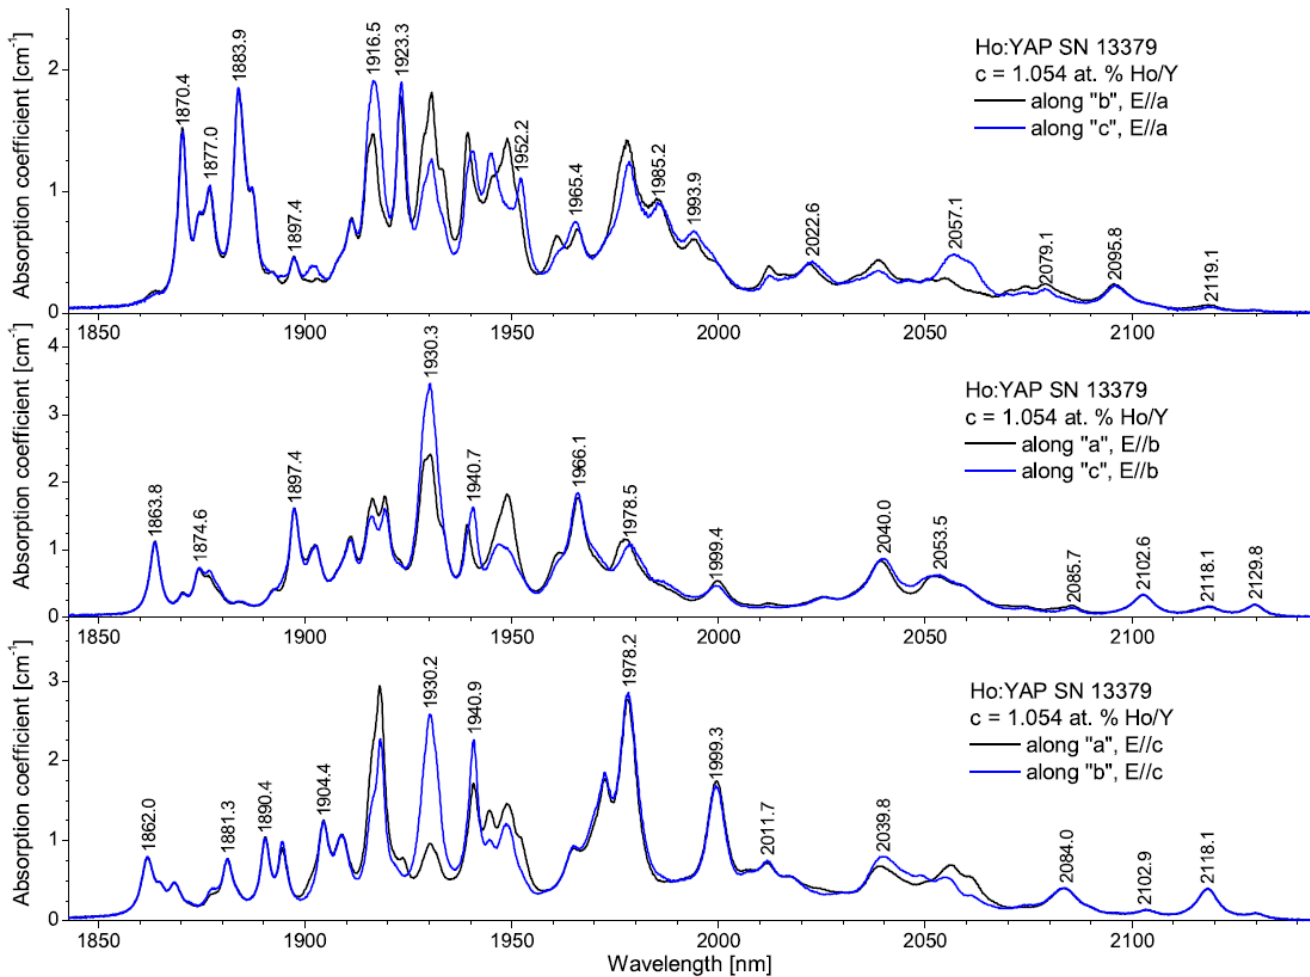 Absorption coefficient [cm⁻¹]
2
1
0
1870.4
1877.0
1883.9
1897.4
1916.5
1923.3
1952.2
1965.4
1985.2
1993.9
2022.6
2057.1
2079.1
2095.8
2119.1
Ho:YAP SN 13379
c = 1.054 at. % Ho/Y
along "b", E//a
along "c", E//a
1850 1900 1950 2000 2050 2100
Absorption coefficient [cm⁻¹]
4
3
2
1
0
1863.8
1874.6
1897.4
1930.3
1940.7
1966.1
1978.5
1999.4
2040.0
2053.5
2085.7
2102.6
2118.1
2129.8
Ho:YAP SN 13379
c = 1.054 at. % Ho/Y
along "a", E//b
along "c", E//b
1850 1900 1950 2000 2050 2100
Absorption coefficient [cm⁻¹]
3
2
1
0
1862.0
1881.3
1890.4
1904.4
1930.2
1940.9
1978.2
1999.3
2011.7
2039.8
2084.0
2102.9
2118.1
Ho:YAP SN 13379
c = 1.054 at. % Ho/Y
along "a", E//c
along "b", E//c
1850 1900 1950 2000 2050 2100
Wavelength [nm]